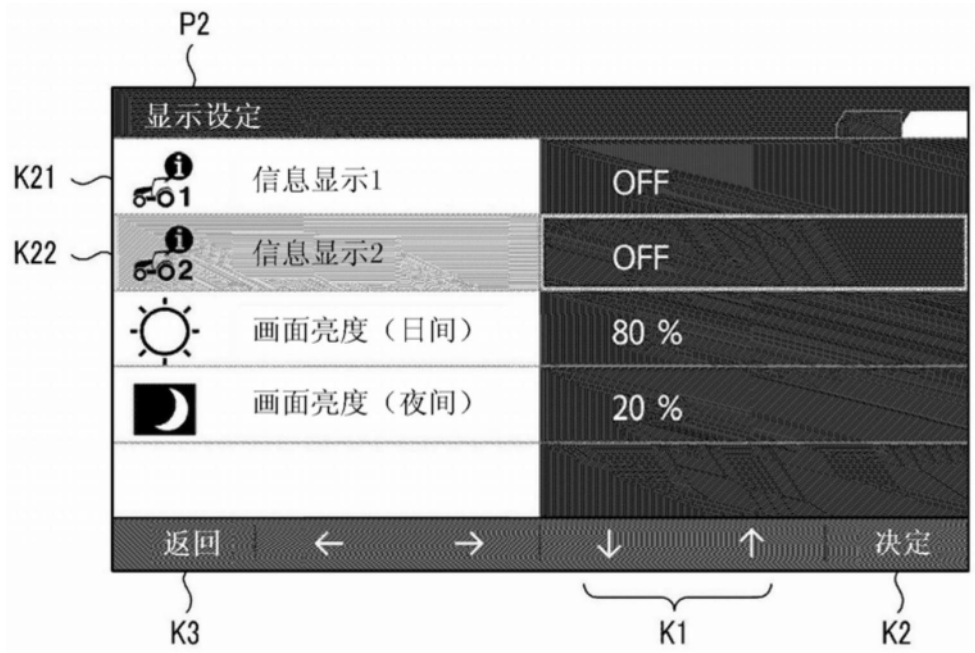 P2
显示设定
K21
i
1
信息显示1
OFF
K22
i
2
信息显示2
OFF
画面亮度（日间）
80 %
画面亮度（夜间）
20 %
返回 ← → ↓ ↑ 决定
K3 K1 K2